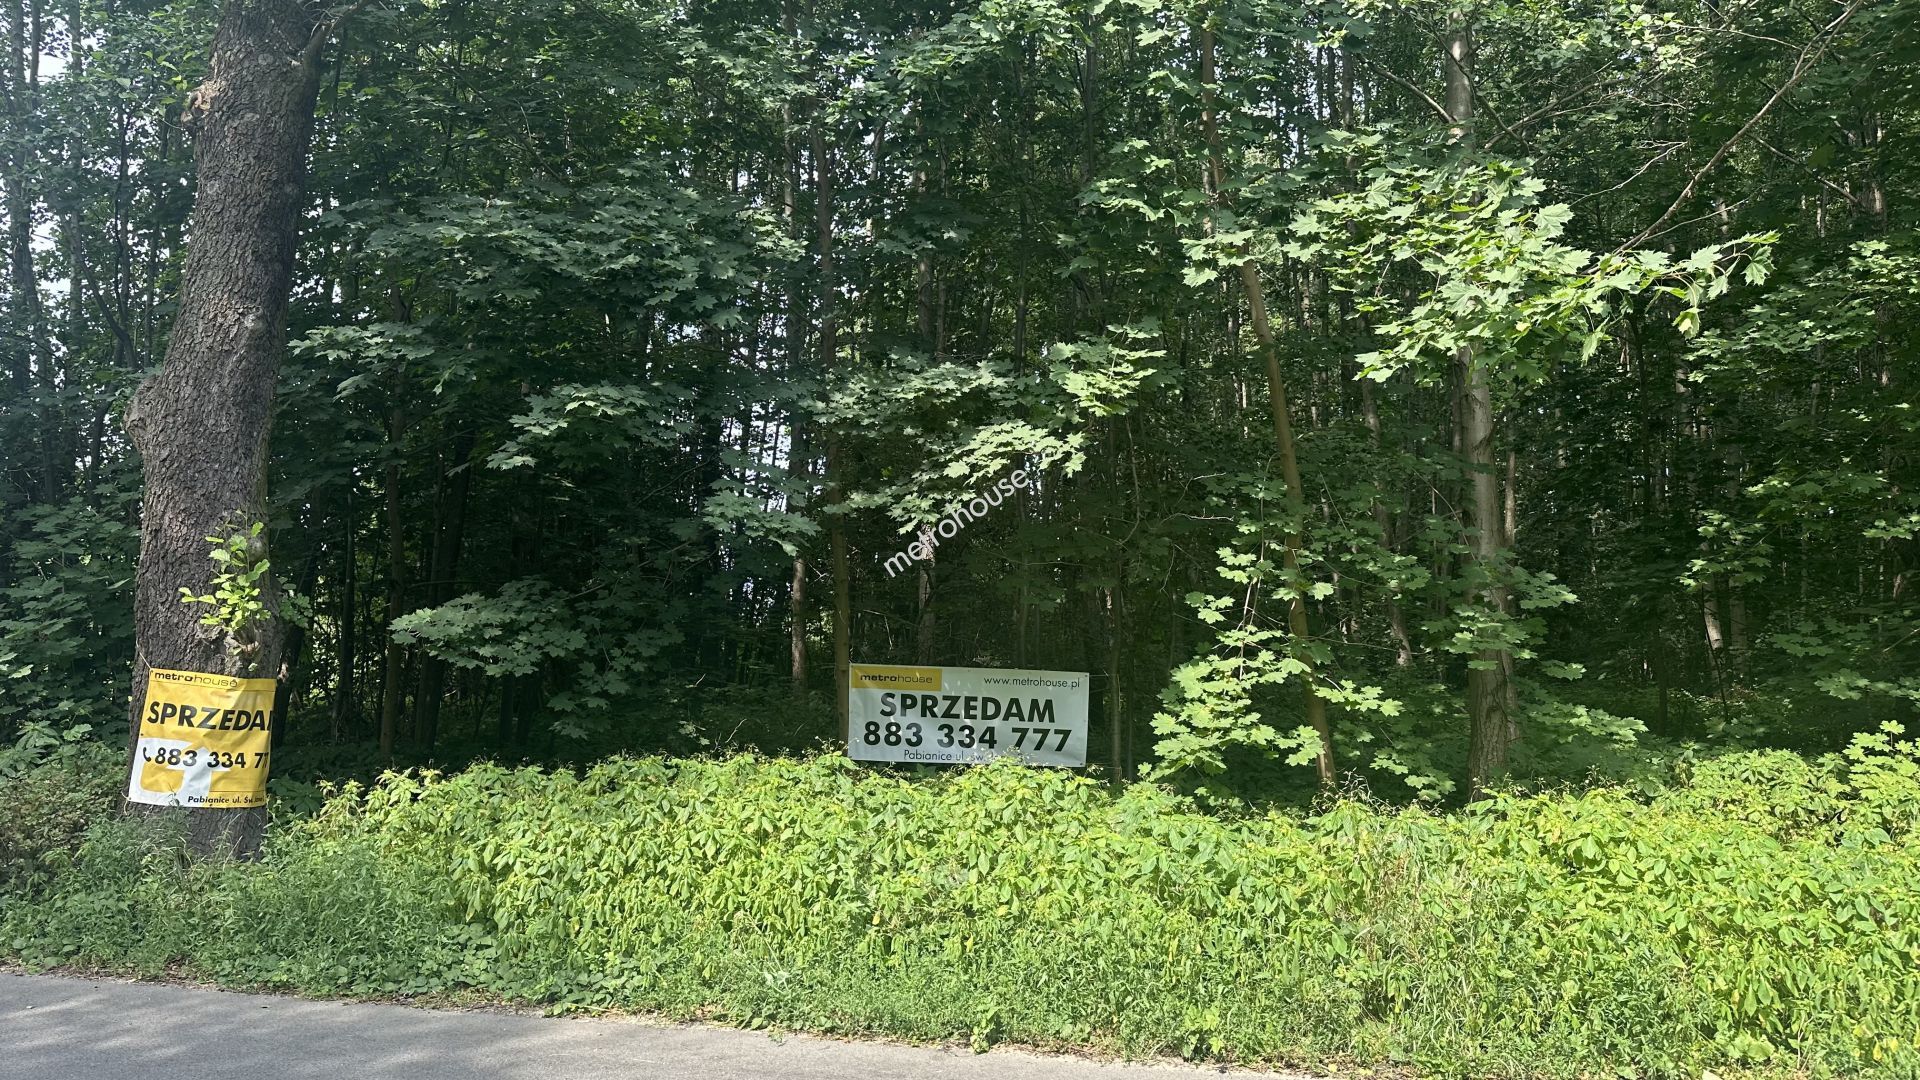 metrohouse
SPRZEDAM
883 334 77
Pabianice ul. Św.
metrohouse www.metrohouse.pl
SPRZEDAM
883 334 777
Pabianice ul. św.
metrohouse